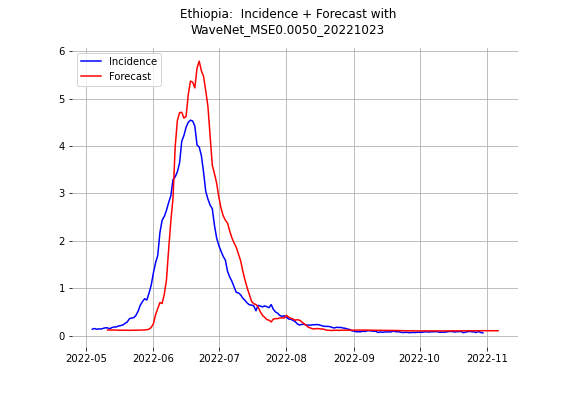 Ethiopia:  Incidence + Forecast with
WaveNet_MSE0.0050_20221023
Incidence
Forecast
6
5
4
3
2
1
0
2022-05 2022-06 2022-07 2022-08 2022-09 2022-10 2022-11